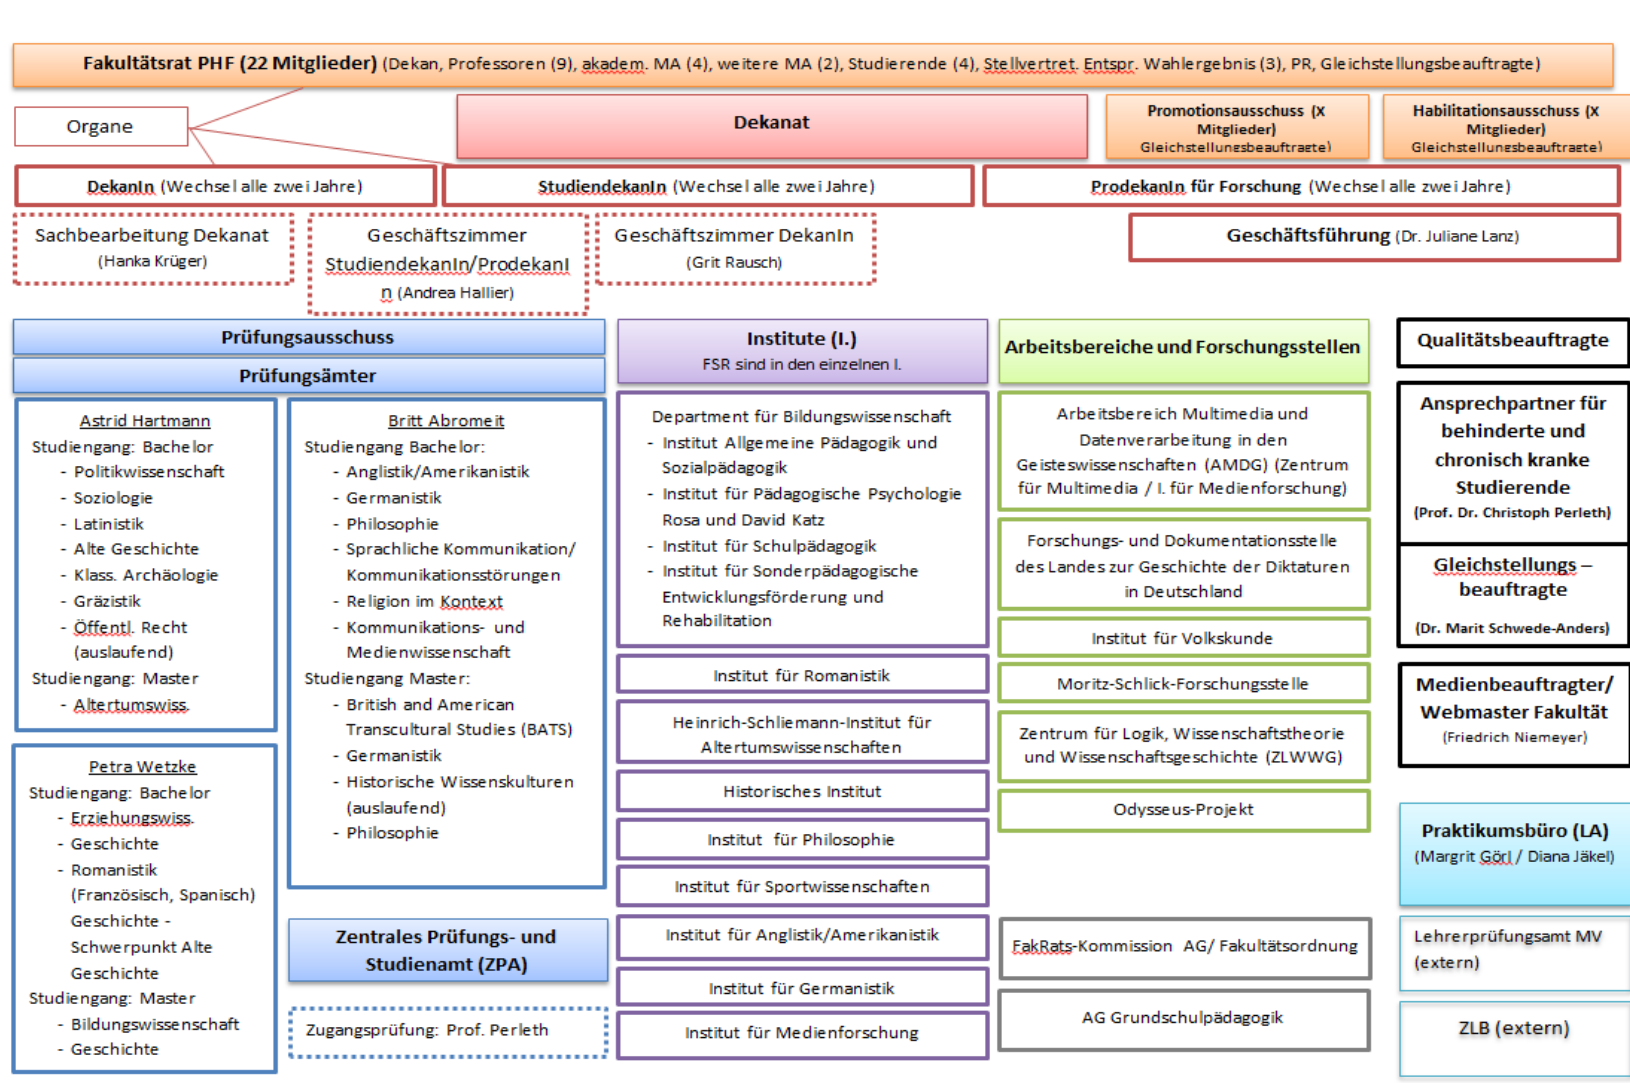 Fakultätsrat PHF (22 Mitglieder) (Dekan, Professoren (9), akadem. MA (4), weitere MA (2), Studierende (4), Stellvertret. Entspr. Wahlergebnis (3), PR, Gleichstellungsbeauftragte)
Organe
Dekanat
Promotionsausschuss (X
Mitglieder)
Gleichstellungsbeauftragte)
Habilitationsausschuss (X
Mitglieder)
Gleichstellungsbeauftragte)
DekanIn (Wechsel alle zwei Jahre)
StudiendekanIn (Wechsel alle zwei Jahre)
ProdekanIn für Forschung (Wechsel alle zwei Jahre)
Sachbearbeitung Dekanat
(Hanka Krüger)
Geschäftszimmer
StudiendekanIn/ProdekanI
n (Andrea Hallier)
Geschäftszimmer DekanIn
(Grit Rausch)
Geschäftsführung (Dr. Juliane Lanz)
Prüfungsausschuss
Prüfungsämter
Astrid Hartmann
Studiengang: Bachelor
- Politikwissenschaft
- Soziologie
- Latinistik
- Alte Geschichte
- Klass. Archäologie
- Gräzistik
- Öffentl. Recht
(auslaufend)
Studiengang: Master
- Altertumswiss.
Petra Wetzke
Studiengang: Bachelor
- Erziehungswiss.
- Geschichte
- Romanistik
(Französisch, Spanisch)
Geschichte -
Schwerpunkt Alte
Geschichte
Studiengang: Master
- Bildungswissenschaft
- Geschichte
Britt Abromeit
Studiengang Bachelor:
- Anglistik/Amerikanistik
- Germanistik
- Philosophie
- Sprachliche Kommunikation/
Kommunikationsstörungen
- Religion im Kontext
- Kommunikations- und
Medienwissenschaft
Studiengang Master:
- British and American
Transcultural Studies (BATS)
- Germanistik
- Historische Wissenskulturen
(auslaufend)
- Philosophie
Zentrales Prüfungs- und
Studienamt (ZPA)
Zugangsprüfung: Prof. Perleth
Institute (I.)
FSR sind in den einzelnen I.
Department für Bildungswissenschaft
- Institut Allgemeine Pädagogik und
Sozialpädagogik
- Institut für Pädagogische Psychologie
Rosa und David Katz
- Institut für Schulpädagogik
- Institut für Sonderpädagogische
Entwicklungsförderung und
Rehabilitation
Institut für Romanistik
Heinrich-Schliemann-Institut für
Altertumswissenschaften
Historisches Institut
Institut für Philosophie
Institut für Sportwissenschaften
Institut für Anglistik/Amerikanistik
Institut für Germanistik
Institut für Medienforschung
Arbeitsbereiche und Forschungsstellen
Arbeitsbereich Multimedia und
Datenverarbeitung in den
Geisteswissenschaften (AMDG) (Zentrum
für Multimedia / I. für Medienforschung)
Forschungs- und Dokumentationsstelle
des Landes zur Geschichte der Diktaturen
in Deutschland
Institut für Volkskunde
Moritz-Schlick-Forschungsstelle
Zentrum für Logik, Wissenschaftstheorie
und Wissenschaftsgeschichte (ZLWWG)
Odysseus-Projekt
FakRats-Kommission AG/ Fakultätsordnung
AG Grundschulpädagogik
Qualitätsbeauftragte
Ansprechpartner für
behinderte und
chronisch kranke
Studierende
(Prof. Dr. Christoph Perleth)
Gleichstellungs –
beauftragte
(Dr. Marit Schwede-Anders)
Medienbeauftragter/
Webmaster Fakultät
(Friedrich Niemeyer)
Praktikumsbüro (LA)
(Margrit Görl / Diana Jäkel)
Lehrerprüfungsamt MV
(extern)
ZLB (extern)